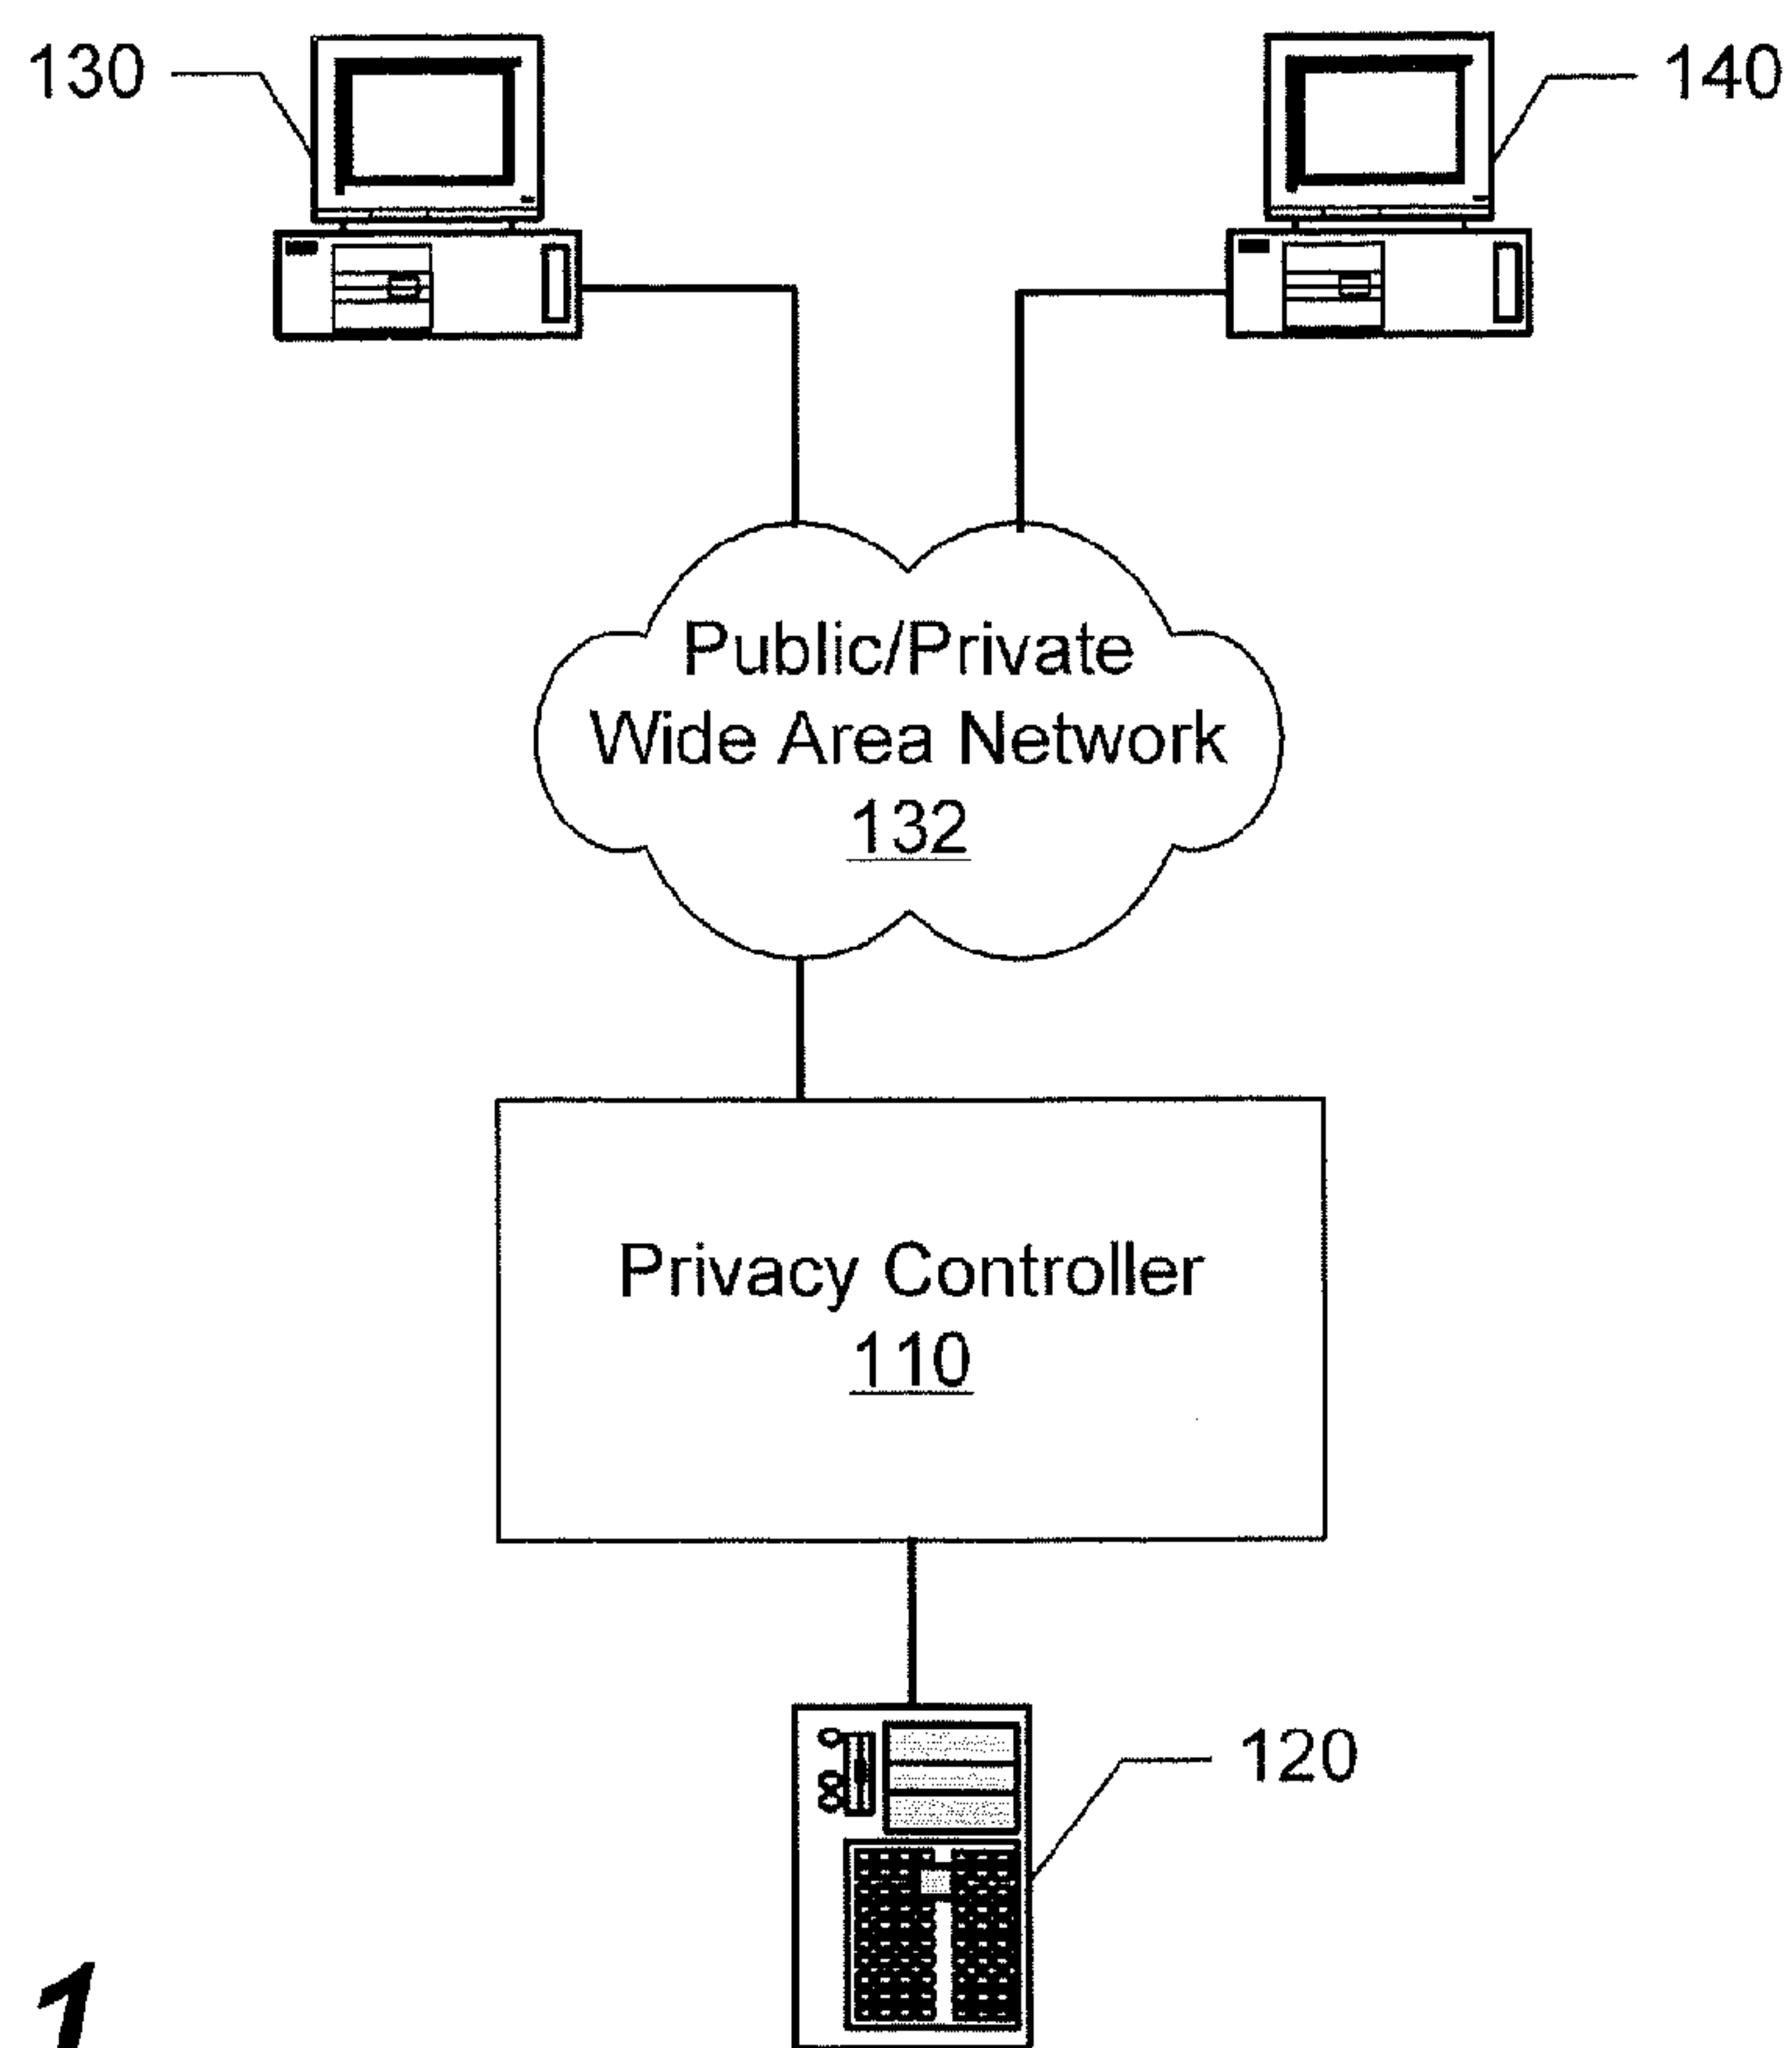 130
140
Public/Private
Wide Area Network
132
Privacy Controller
110
120
1